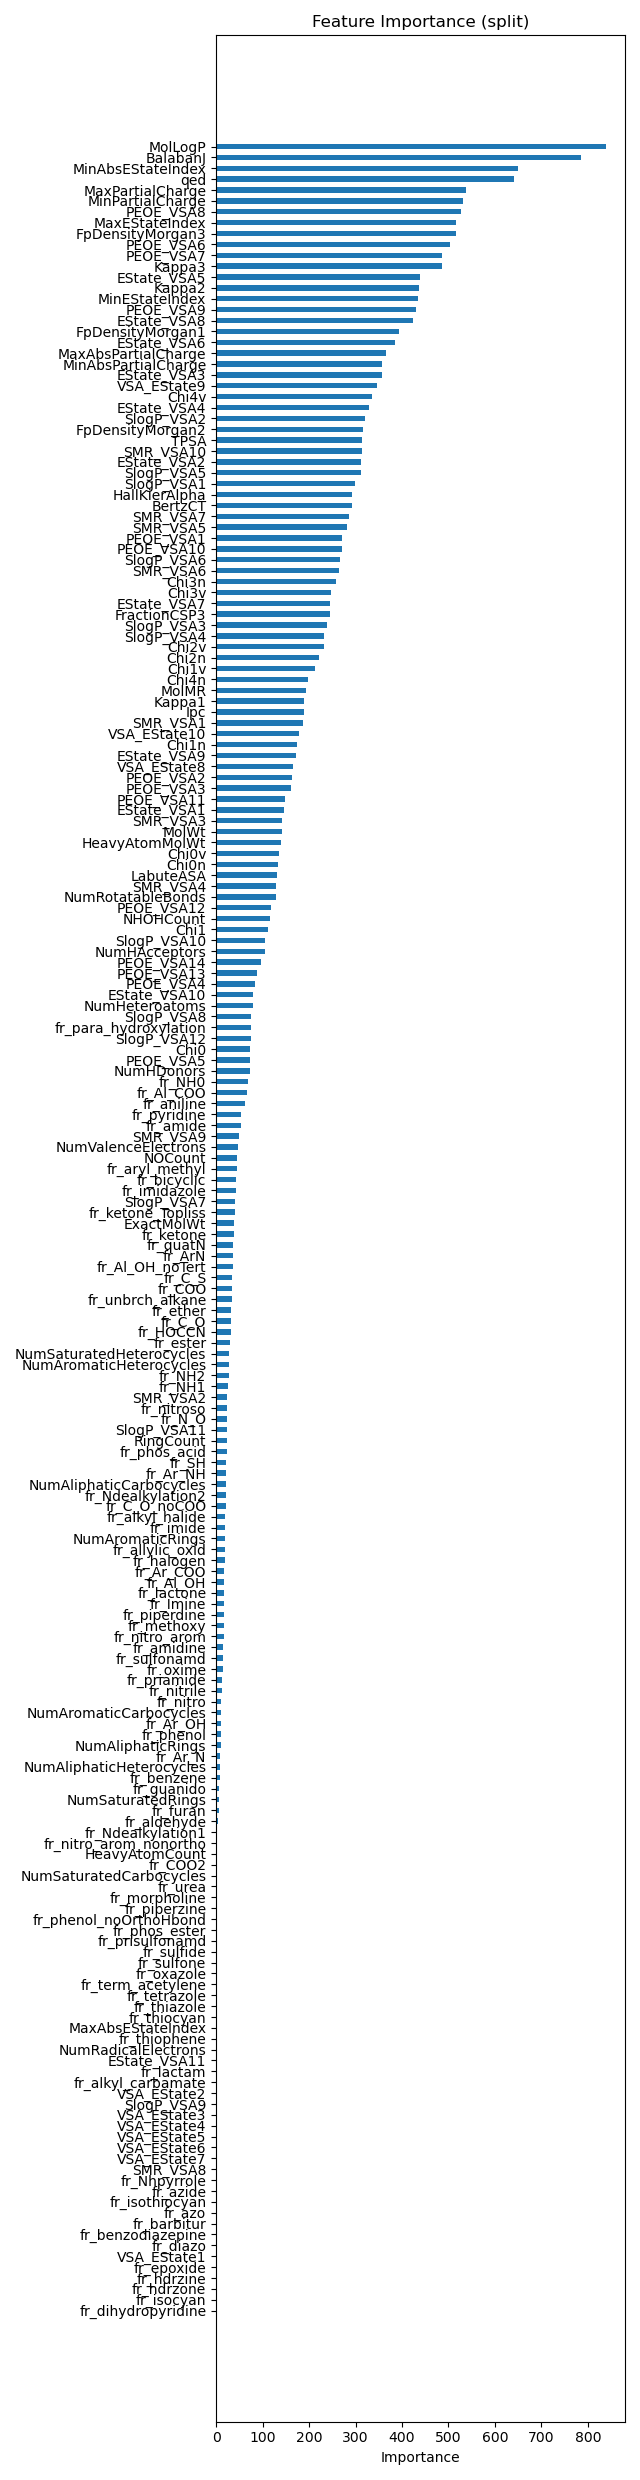 Feature Importance (split)
MolLogP
BalabanJ
MinAbsEStateIndex
qed
MaxPartialCharge
MinPartialCharge
PEOE_VSA8
MaxEStateIndex
FpDensityMorgan3
PEOE_VSA6
PEOE_VSA7
Kappa3
EState_VSA5
Kappa2
MinEStateIndex
PEOE_VSA9
EState_VSA8
FpDensityMorgan1
EState_VSA6
MaxAbsPartialCharge
MinAbsPartialCharge
EState_VSA3
VSA_EState9
Chi4v
EState_VSA4
SlogP_VSA2
FpDensityMorgan2
TPSA
SMR_VSA10
EState_VSA2
SlogP_VSA5
SlogP_VSA1
HallKierAlpha
BertzCT
SMR_VSA7
SMR_VSA5
PEOE_VSA1
PEOE_VSA10
SlogP_VSA6
SMR_VSA6
Chi3n
Chi3v
EState_VSA7
FractionCSP3
SlogP_VSA3
SlogP_VSA4
Chi2v
Chi2n
Chi1v
Chi4n
MolMR
Kappa1
Ipc
SMR_VSA1
VSA_EState10
Chi1n
EState_VSA9
VSA_EState8
PEOE_VSA2
PEOE_VSA3
PEOE_VSA11
EState_VSA1
SMR_VSA3
MolWt
HeavyAtomMolWt
Chi0v
Chi0n
LabuteASA
SMR_VSA4
NumRotatableBonds
PEOE_VSA12
NHOHCount
Chi1
SlogP_VSA10
NumHAcceptors
PEOE_VSA14
PEOE_VSA13
PEOE_VSA4
EState_VSA10
NumHeteroatoms
SlogP_VSA8
fr_para_hydroxylation
SlogP_VSA12
Chi0
PEOE_VSA5
NumHDonors
fr_NH0
fr_Al_COO
fr_aniline
fr_pyridine
fr_amide
SMR_VSA9
NumValenceElectrons
NOCount
fr_aryl_methyl
fr_bicyclic
fr_imidazole
SlogP_VSA7
fr_ketone_Topliss
ExactMolWt
fr_ketone
fr_quatN
fr_ArN
fr_Al_OH_noTert
fr_C_S
fr_COO
fr_unbrch_alkane
fr_ether
fr_C_O
fr_HOCCN
fr_ester
NumSaturatedHeterocycles
NumAromaticHeterocycles
fr_NH2
fr_NH1
SMR_VSA2
fr_nitroso
fr_N_O
SlogP_VSA11
RingCount
fr_phos_acid
fr_SH
fr_Ar_NH
NumAliphaticCarbocycles
fr_Ndealkylation2
fr_C_O_noCOO
fr_alkyl_halide
fr_imide
NumAromaticRings
fr_allylic_oxid
fr_halogen
fr_Ar_COO
fr_Al_OH
fr_lactone
fr_Imine
fr_piperdine
fr_methoxy
fr_nitro_arom
fr_amidine
fr_sulfonamd
fr_oxime
fr_priamide
fr_nitrile
fr_nitro
NumAromaticCarbocycles
fr_Ar_OH
fr_phenol
NumAliphaticRings
fr_Ar_N
NumAliphaticHeterocycles
fr_benzene
fr_guanido
NumSaturatedRings
fr_furan
fr_aldehyde
fr_Ndealkylation1
fr_nitro_arom_nonortho
HeavyAtomCount
fr_COO2
NumSaturatedCarbocycles
fr_urea
fr_morpholine
fr_piperzine
fr_phenol_noOrthoHbond
fr_phos_ester
fr_prisulfonamd
fr_sulfide
fr_sulfone
fr_oxazole
fr_term_acetylene
fr_tetrazole
fr_thiazole
fr_thiocyan
MaxAbsEStateIndex
fr_thiophene
NumRadicalElectrons
EState_VSA11
fr_lactam
fr_alkyl_carbamate
VSA_EState2
SlogP_VSA9
VSA_EState3
VSA_EState4
VSA_EState5
VSA_EState6
VSA_EState7
SMR_VSA8
fr_Nhpyrrole
fr_azide
fr_isothiocyan
fr_azo
fr_barbitur
fr_benzodiazepine
fr_diazo
VSA_EState1
fr_epoxide
fr_hdrzine
fr_hdrzone
fr_isocyan
fr_dihydropyridine
0 100 200 300 400 500 600 700 800
Importance